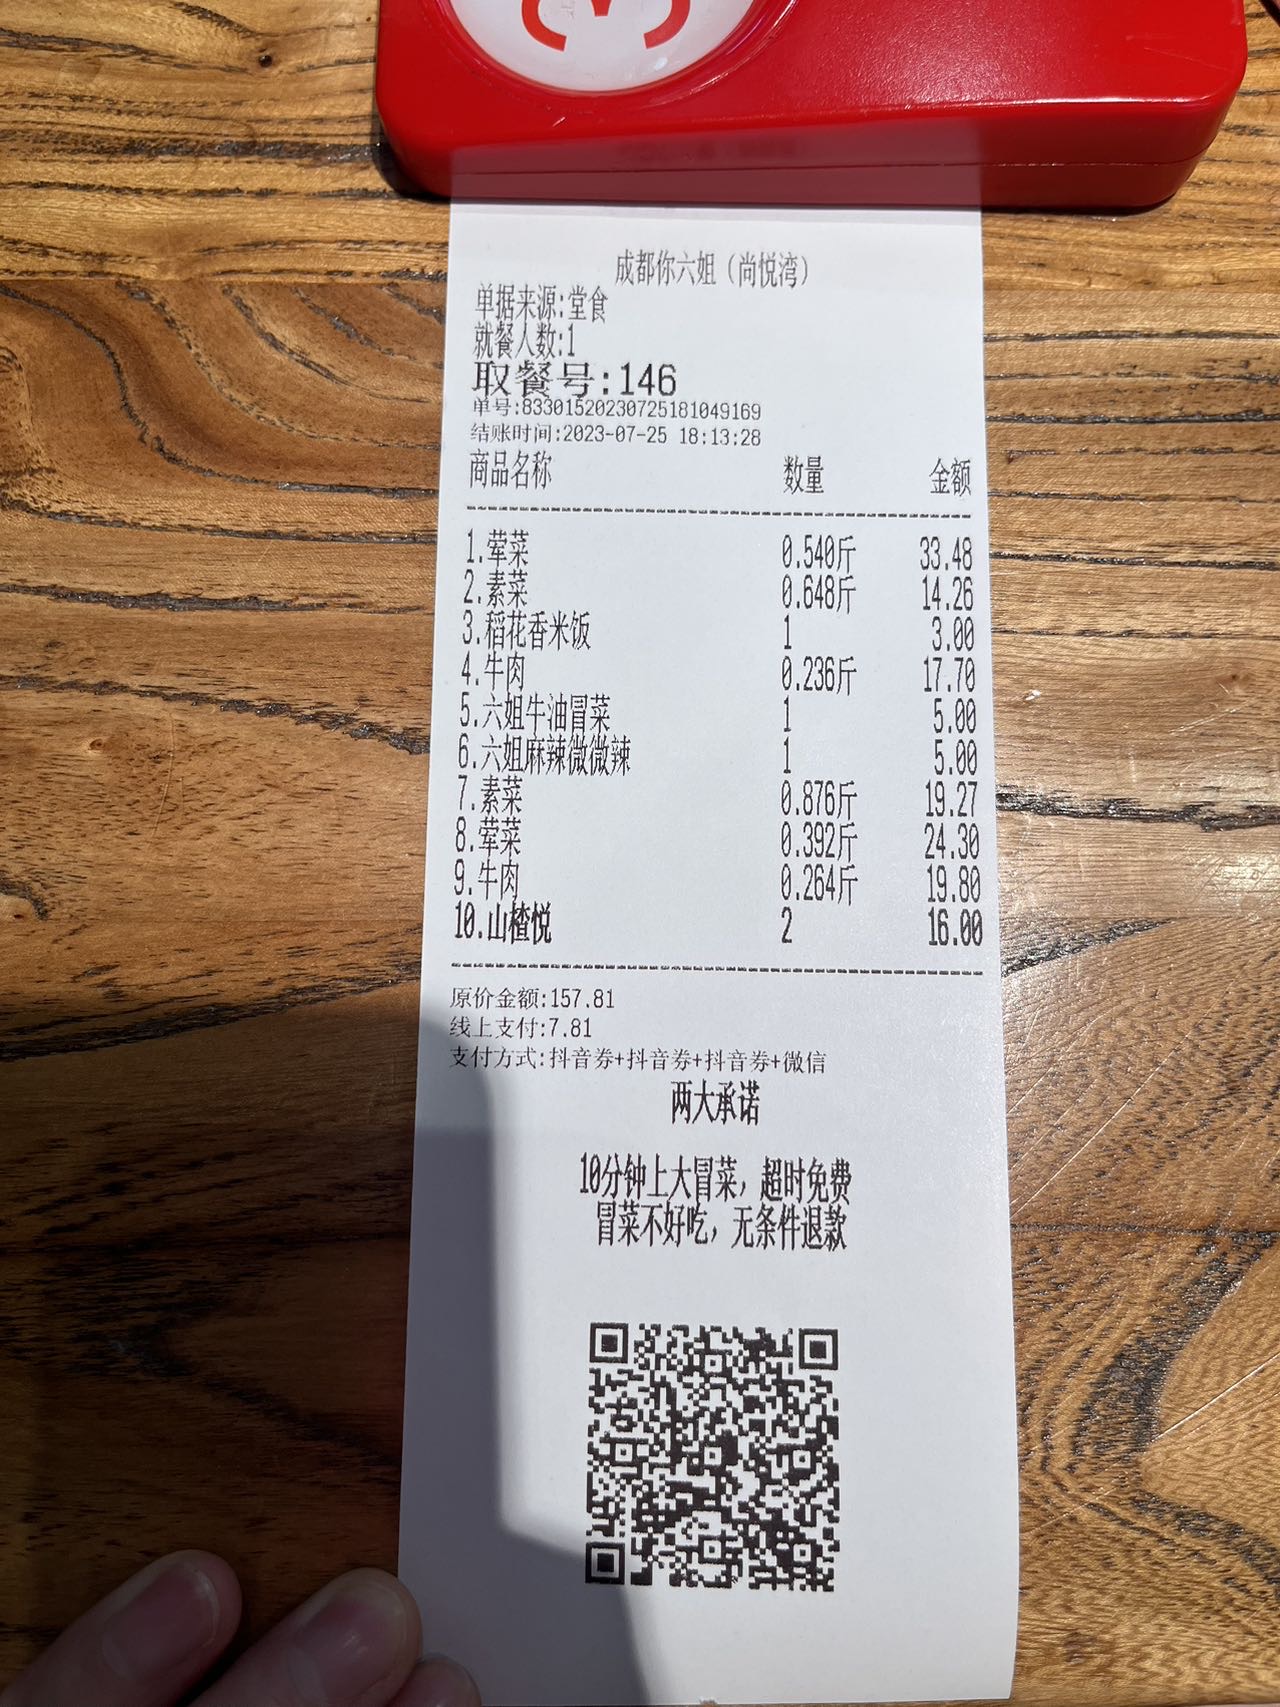 成都你六姐（尚悦湾）
单据来源:堂食
就餐人数:1
取餐号:146
单号:833015202307251810​49169
结账时间:2023-07-25 18:13:28
商品名称 数量 金额
1.荤菜 0.540斤 33.48
2.素菜 0.648斤 14.26
3.稻花香米饭 1 3.00
4.牛肉 0.236斤 17.70
5.六姐牛油冒菜 1 5.00
6.六姐麻辣微微辣 1 5.00
7.素菜 0.876斤 19.27
8.荤菜 0.392斤 24.30
9.牛肉 0.264斤 19.80
10.山楂悦 2 16.00
原价金额:157.81
线上支付:7.81
支付方式:抖音券+抖音券+抖音券+微信
两大承诺
10分钟上大冒菜，超时免费
冒菜不好吃，无条件退款